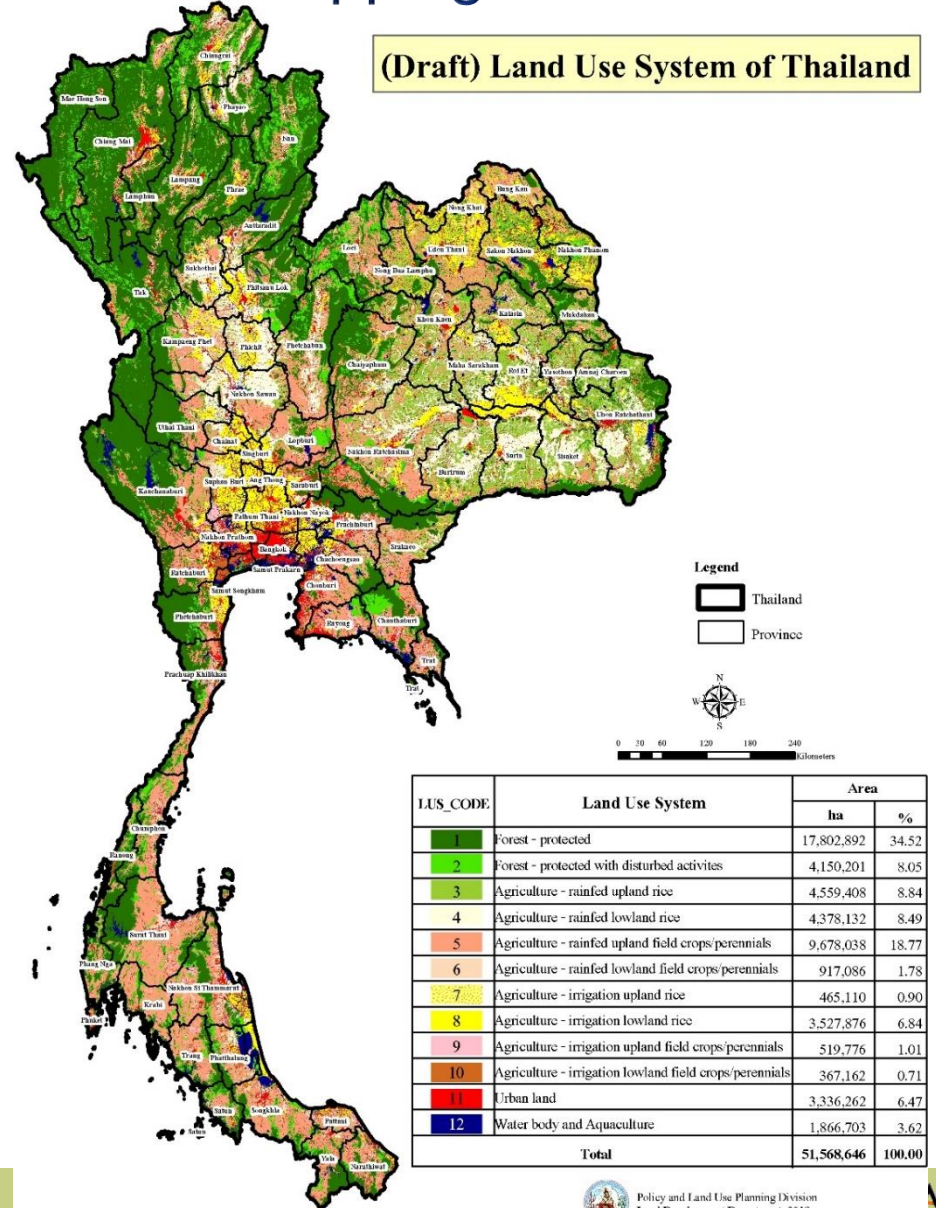 (Draft) Land Use System of Thailand
Chiangrai
Mae Hong Son
Phayao
Chiang Mai
Nan
Lampang
Phrae
Lamphun
Bung Kan
Nong Khai
Loei
Udon Thani
Sakon Nakhon
Nakhon Phanom
Sukhothai
Nong Bua Lamphu
Tak
Phitsanu Lok
Khon Kaen
Kalasin
Mukdahan
Kampaeng Phet
Phichit
Phetchabun
Chaiyaphum
Maha Sarakham
Roi Et
Yasothon
Amnaj Charoen
Nakhon Sawan
Ubon Ratchathani
Uthai Thani
Chainat
Lopburi
Singburi
Nakhon Ratchasima
Surin
Sisaket
Burirum
Suphan Buri
Ang Thong
Saraburi
Kanchanaburi
Pathum Thani
Nakhon Nayok
Prachinburi
Nakhon Prathom
Bangkok
Srakaeo
Chachoengsao
Ratchaburi
Samut Prakarn
Chonburi
Samut Songkham
Phetchaburi
Rayong
Chanthaburi
Trat
Prachuap Khilikhan
Trat
Legend
Thailand
Province
N
W
E
S
0 30 60 120 180 240
Kilometers
Chumphon
Ranong
Surat Thani
Phang Nga
Nakhon Si Thammarat
Krabi
Phuket
Trang
Phatthalung
Satun
Songkhla
Satun
Pattani
Yala
Narathiwat
LUS_CODE Land Use System Area
ha %
1 Forest - protected 17,802,892 34.52
2 Forest - protected with disturbed activites 4,150,201 8.05
3 Agriculture - rainfed upland rice 4,559,408 8.84
4 Agriculture - rainfed lowland rice 4,378,132 8.49
5 Agriculture - rainfed upland field crops/perennials 9,678,038 18.77
6 Agriculture - rainfed lowland field crops/perennials 917,086 1.78
7 Agriculture - irrigation upland rice 465,110 0.90
8 Agriculture - irrigation lowland rice 3,527,876 6.84
9 Agriculture - irrigation upland field crops/perennials 519,776 1.01
10 Agriculture - irrigation lowland field crops/perennials 367,162 0.71
11 Urban land 3,336,262 6.47
12 Water body and Aquaculture 1,866,703 3.62
Total 51,568,646 100.00
Policy and Land Use Planning Division